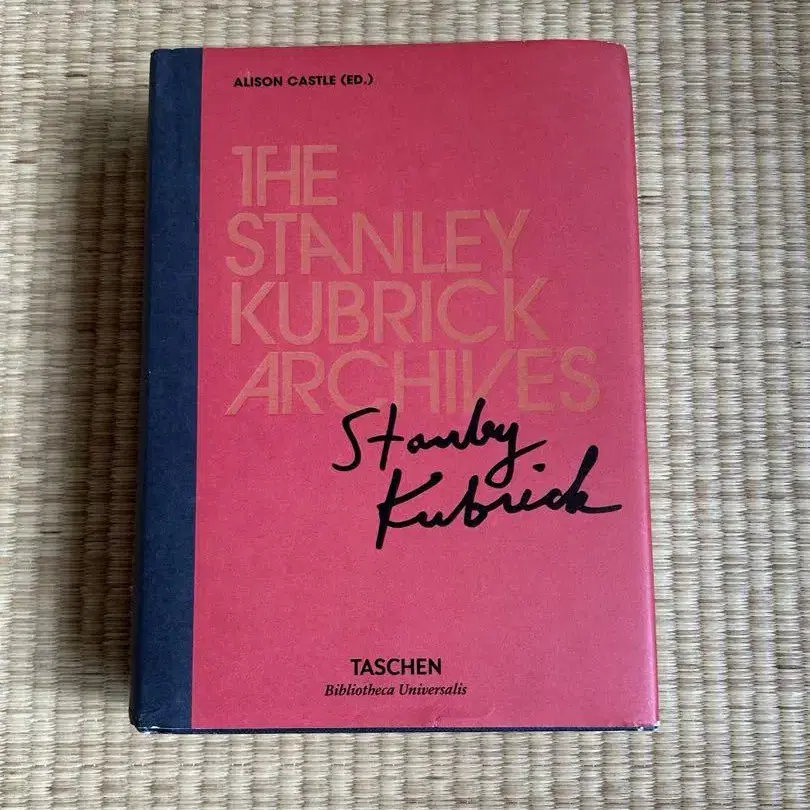 ALISON CASTLE (ED.)
THE
STANLEY
KUBRICK
ARCHIVES
Stanley
Kubrick
TASCHEN
Bibliotheca Universalis